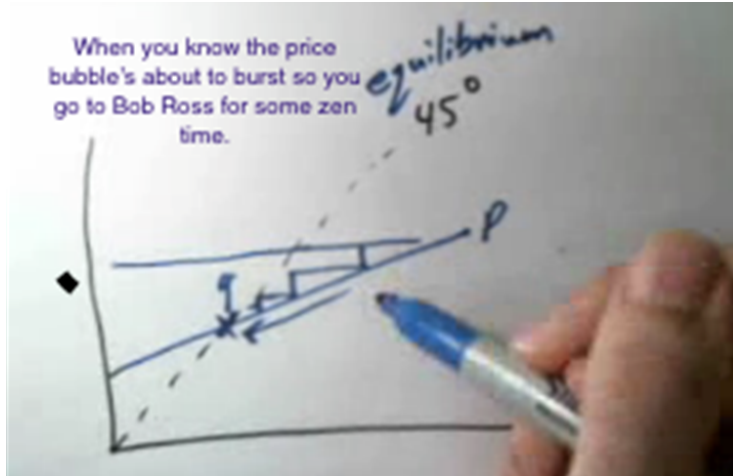 When you know the price
bubble's about to burst so you
go to Bob Ross for some zen
time.
equilibrium
45°
P